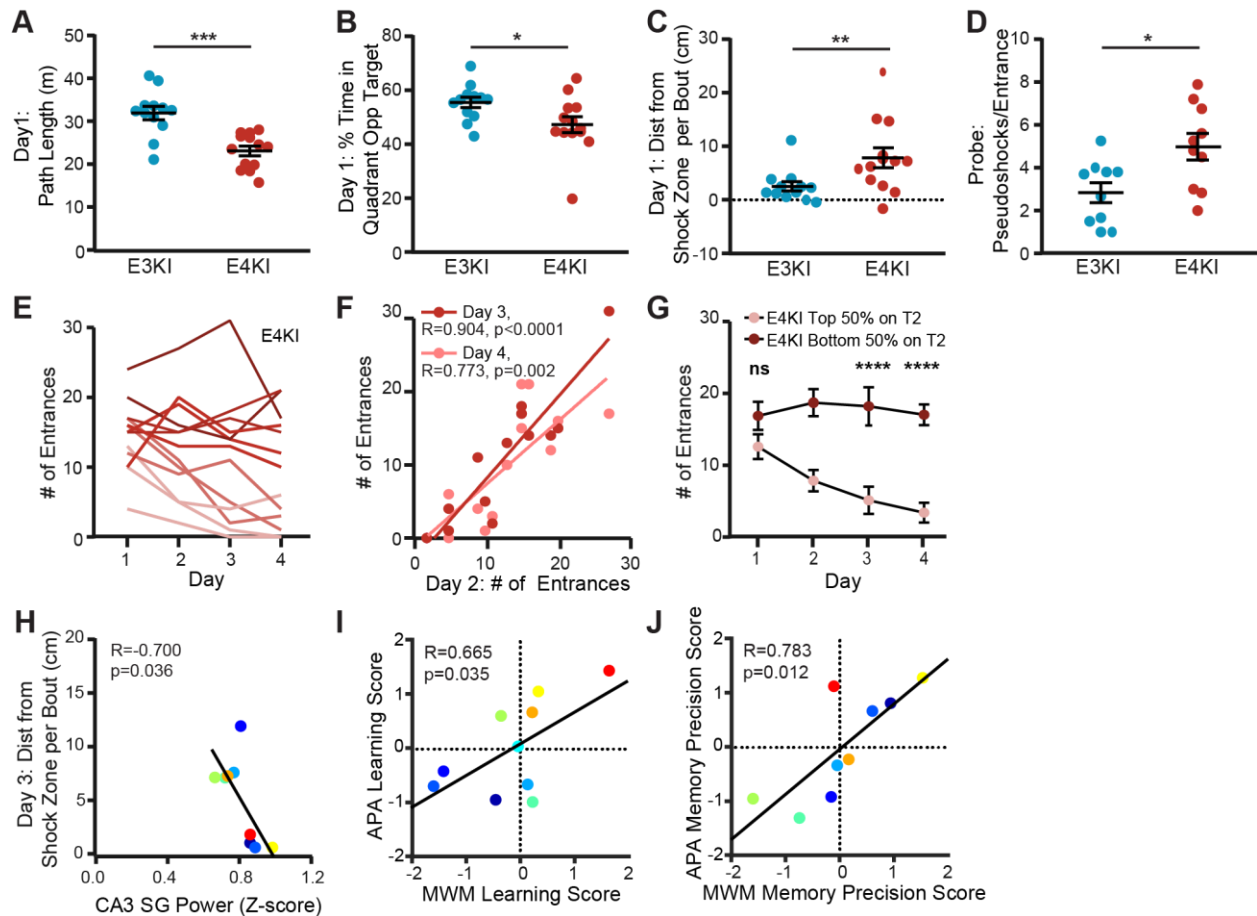 A
Day1:
Path Length (m)
50
40
30
20
10
0
***
E3KI
E4KI
B
Day 1: % Time in
Quadrant Opp Target
80
60
40
20
0
*
E3KI
E4KI
C
Day 1: Dist from
Shock Zone per Bout (cm)
30
20
10
0
-10
**
E3KI
E4KI
D
Probe:
Pseudoshocks/Entrance
10
8
6
4
2
0
*
E3KI
E4KI
E
# of Entrances
30
20
10
0
E4KI
1
2
3
4
Day
F
# of Entrances
30
20
10
0
Day 3,
R=0.904, p<0.0001
Day 4,
R=0.773, p=0.002
0
10
20
30
Day 2: # of Entrances
G
# of Entrances
30
20
10
0
E4KI Top 50% on T2
E4KI Bottom 50% on T2
ns
****
****
1
2
3
4
Day
H
Day 3: Dist from
Shock Zone per Bout (cm)
20
15
10
5
0
R=-0.700
p=0.036
0.0
0.4
0.8
1.2
CA3 SG Power (Z-score)
I
APA Learning Score
2
1
0
-1
-2
R=0.665
p=0.035
-2
-1
0
1
2
MWM Learning Score
J
APA Memory Precision Score
2
1
0
-1
-2
R=0.783
p=0.012
-2
-1
0
1
2
MWM Memory Precision Score